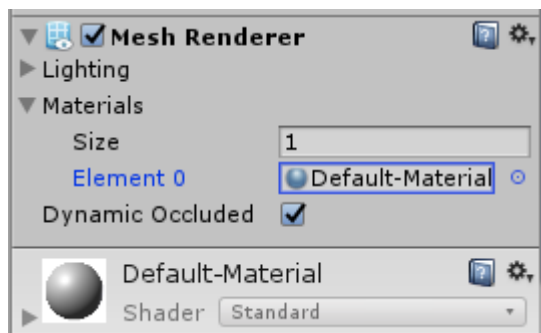 Mesh Renderer
Lighting
Materials
Size 1
Element 0 Default-Material
Dynamic Occluded
Default-Material
Shader Standard